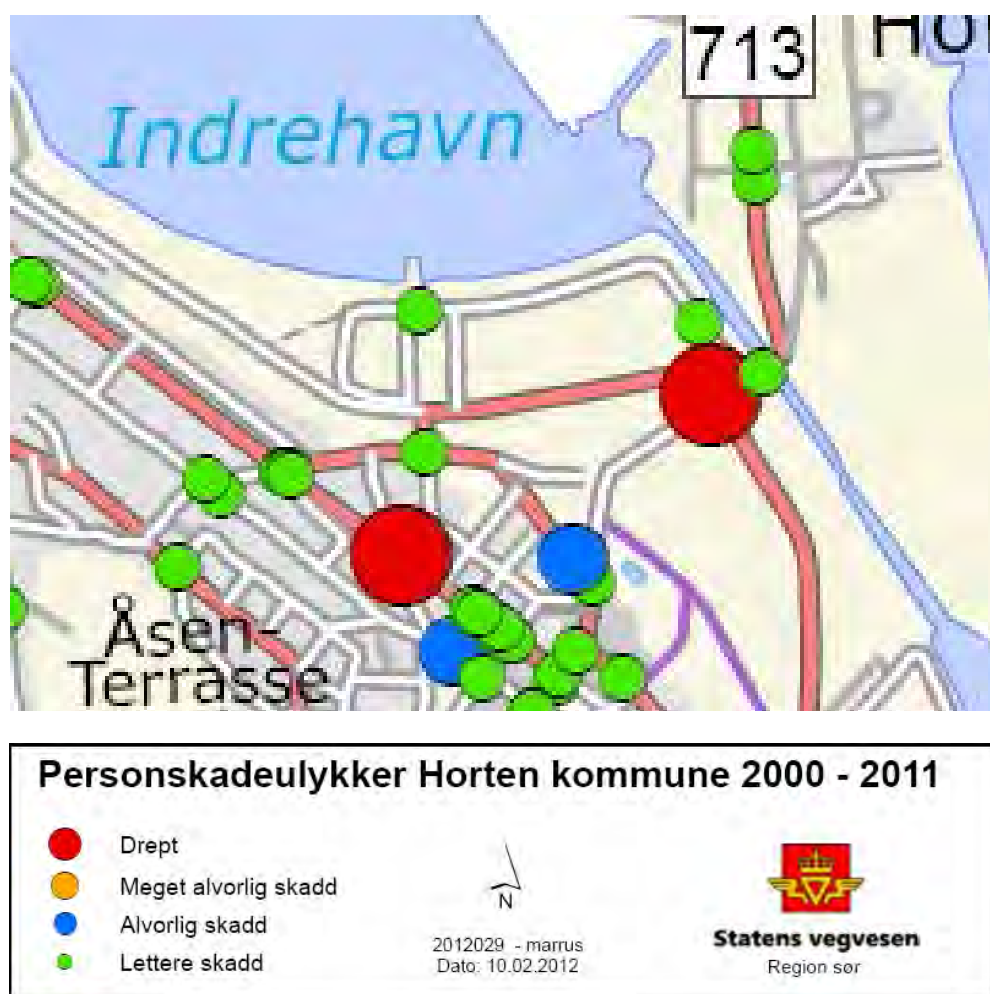 713
Indrehavn
Åsen-
Terrasse
Personskadeulykker Horten kommune 2000 - 2011
Drept
Meget alvorlig skadd
Alvorlig skadd
Lettere skadd
N
2012029 - marrus
Dato: 10.02.2012
Statens vegvesen
Region sør